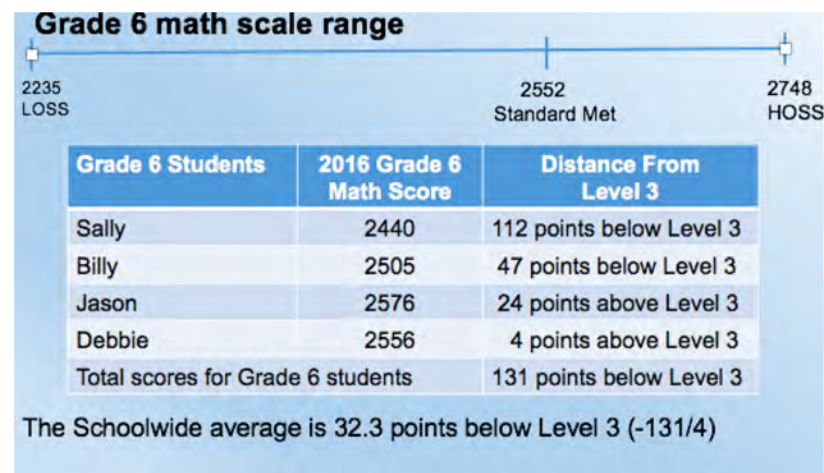 Grade 6 math scale range
2235 2552 2748
LOSS Standard Met HOSS
Grade 6 Students 2016 Grade 6 Math Score Distance From Level 3
Sally 2440 112 points below Level 3
Billy 2505 47 points below Level 3
Jason 2576 24 points above Level 3
Debbie 2556 4 points above Level 3
Total scores for Grade 6 students 131 points below Level 3
The Schoolwide average is 32.3 points below Level 3 (-131/4)